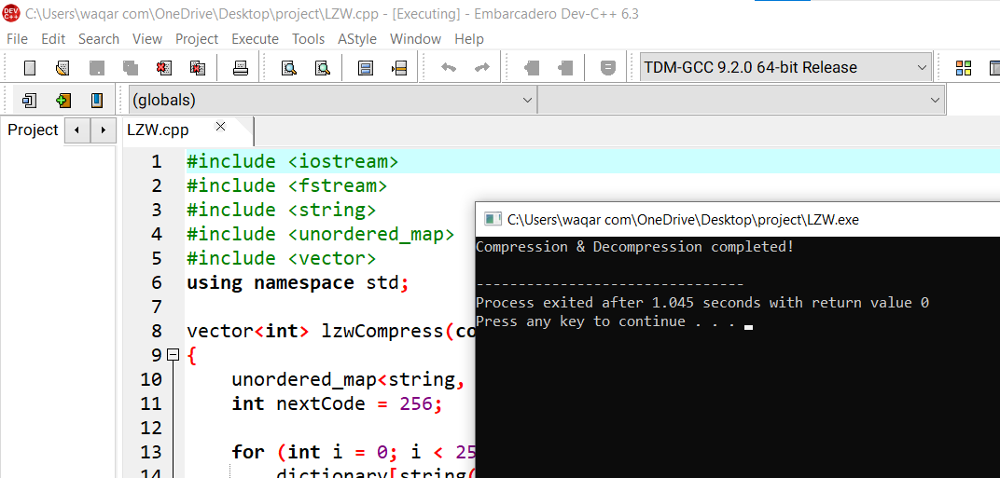 C:\Users\waqar com\OneDrive\Desktop\project\LZW.cpp - [Executing] - Embarcadero Dev-C++ 6.3
File Edit Search View Project Execute Tools AStyle Window Help
TDM-GCC 9.2.0 64-bit Release
(globals)
Project LZW.cpp
1 #include <iostream>
2 #include <fstream>
3 #include <string>
4 #include <unordered_map>
5 #include <vector>
6 using namespace std;
7
8 vector<int> lzwCompress(co
9 {
10 unordered_map<string,
11 int nextCode = 256;
12
13 for (int i = 0; i < 25
14 dictionary[string(
C:\Users\waqar com\OneDrive\Desktop\project\LZW.exe
Compression & Decompression completed!
--------------------------------
Process exited after 1.045 seconds with return value 0
Press any key to continue . . .